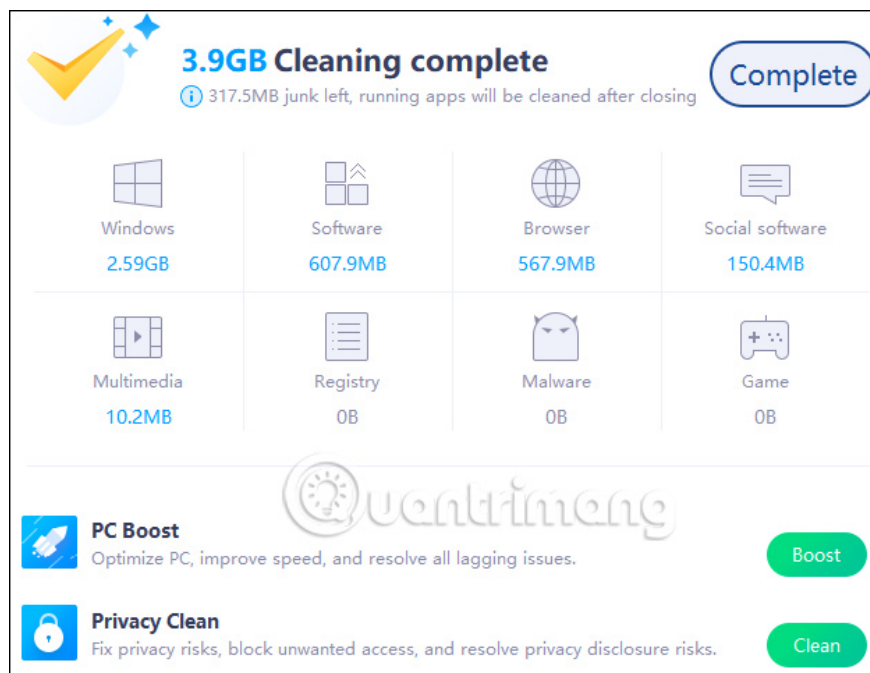 3.9GB Cleaning complete
317.5MB junk left, running apps will be cleaned after closing
Complete
Windows
2.59GB
Software
607.9MB
Browser
567.9MB
Social software
150.4MB
Multimedia
10.2MB
Registry
0B
Malware
0B
Game
0B
Quantrimang
PC Boost
Optimize PC, improve speed, and resolve all lagging issues.
Boost
Privacy Clean
Fix privacy risks, block unwanted access, and resolve privacy disclosure risks.
Clean